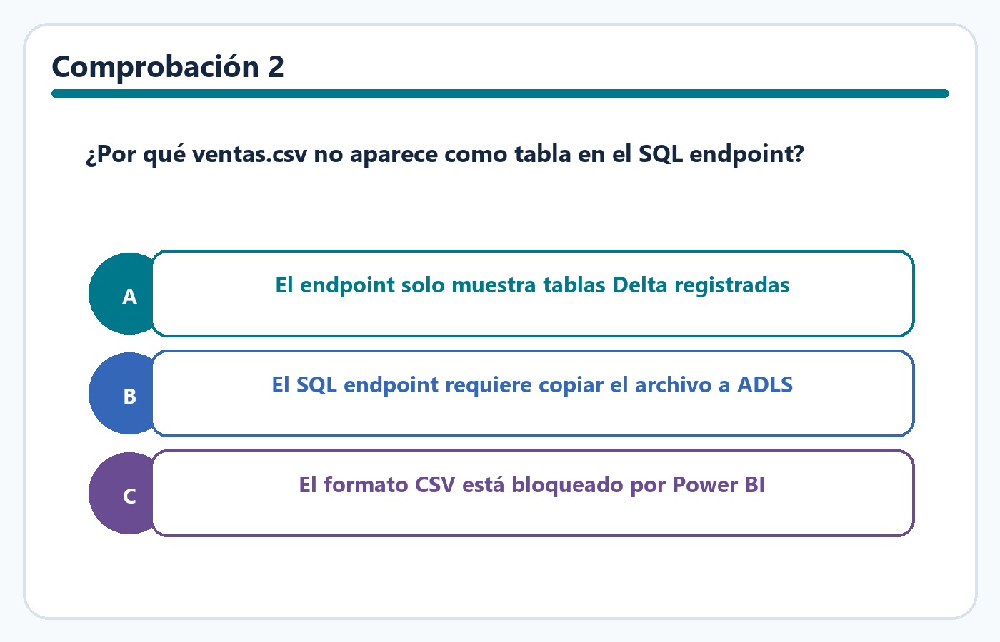 Comprobación 2
¿Por qué ventas.csv no aparece como tabla en el SQL endpoint?
A
El endpoint solo muestra tablas Delta registradas
B
El SQL endpoint requiere copiar el archivo a ADLS
C
El formato CSV está bloqueado por Power BI